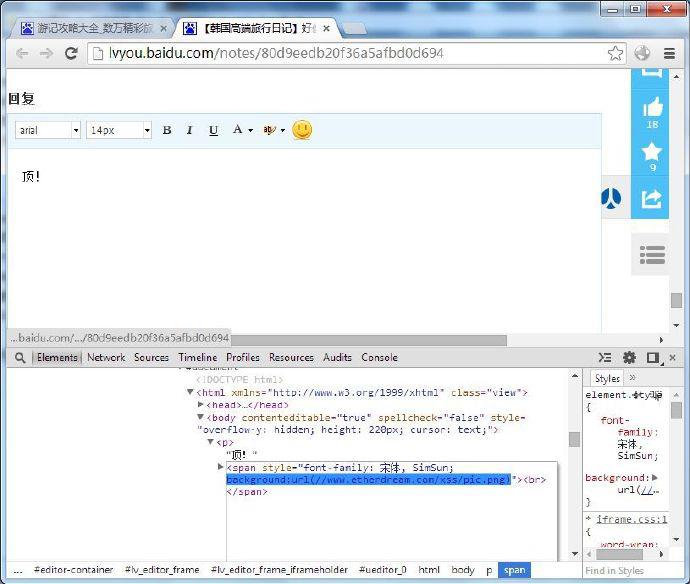 游记攻略大全_数万精彩旅
【韩国高端旅行日记】好
lvyou.baidu.com/notes/80d9eedb20f36a5afbd0d694
回复
arial
14px
B I U A
顶!
18
9
...baidu.com/.../80d9eedb20f36a5afbd0d694
Elements Network Sources Timeline Profiles Resources Audits Console
#document
<!DOCTYPE html>
<html xmlns="http://www.w3.org/1999/xhtml" class="view">
<head>…</head>
<body contenteditable="true" spellcheck="false" style=
"overflow-y: hidden; height: 220px; cursor: text;">
<p>
"顶! "
<span style="font-family: 宋体, SimSun;
background:url(//www.etherdream.com/xss/pic.png)"><br>
</span>
Styles »
element.style
{
font-
family:
宋体,
SimSun;
background:
url(//…
}
* iframe.css:1
{
word-wrap:
Find in Styles
... #editor-container #lv_editor_frame #lv_editor_frame_iframeholder #ueditor_0 html body p span